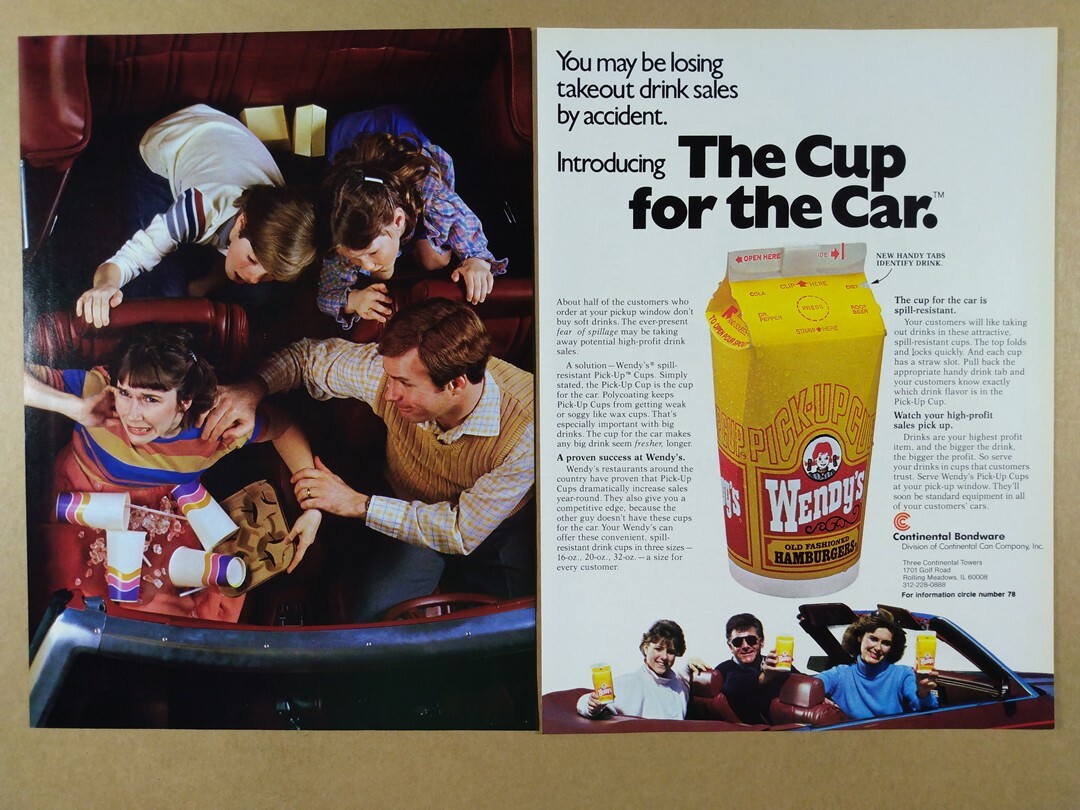 You may be losing
takeout drink sales
by accident.
Introducing The Cup
for the Car.™
NEW HANDY TABS
IDENTIFY DRINK.
OPEN HERE
CLIP HERE
COLA
DIET
DR.
PEPPER
PRESS
ROOT
BEER
STRAW HERE
TO OPEN POUR SPOUT
PICK-UP CUP
WENDY'S
OLD FASHIONED
HAMBURGERS
About half of the customers who
order at your pickup window don't
buy soft drinks. The ever-present
fear of spillage may be taking
away potential high-profit drink
sales.
A solution—Wendy's® spill-
resistant Pick-Up™ Cups. Simply
stated, the Pick-Up Cup is the cup
for the car. Polycoating keeps
Pick-Up Cups from getting weak
or soggy like wax cups. That's
especially important with big
drinks. The cup for the car makes
any big drink seem fresher, longer.
A proven success at Wendy's.
Wendy's restaurants around the
country have proven that Pick-Up
Cups dramatically increase sales
year-round. They also give you a
competitive edge, because the
other guy doesn't have these cups
for the car. Your Wendy's can
offer these convenient, spill-
resistant drink cups in three sizes—
16-oz., 20-oz., 32-oz.—a size for
every customer.
The cup for the car is
spill-resistant.
Your customers will like taking
out drinks in these attractive,
spill-resistant cups. The top folds
and locks quickly. And each cup
has a straw slot. Pull back the
appropriate handy drink tab and
your customers know exactly
which drink flavor is in the
Pick-Up Cup.
Watch your high-profit
sales pick up.
Drinks are your highest profit
item, and the bigger the drink,
the bigger the profit. So serve
your drinks in cups that customers
trust. Serve Wendy's Pick-Up Cups
at your pick-up window. They'll
soon be standard equipment in all
of your customers' cars.
Continental Bondware
Division of Continental Can Company, Inc.
Three Continental Towers
1701 Golf Road
Rolling Meadows, IL 60008
312-228-0888
For information circle number 78